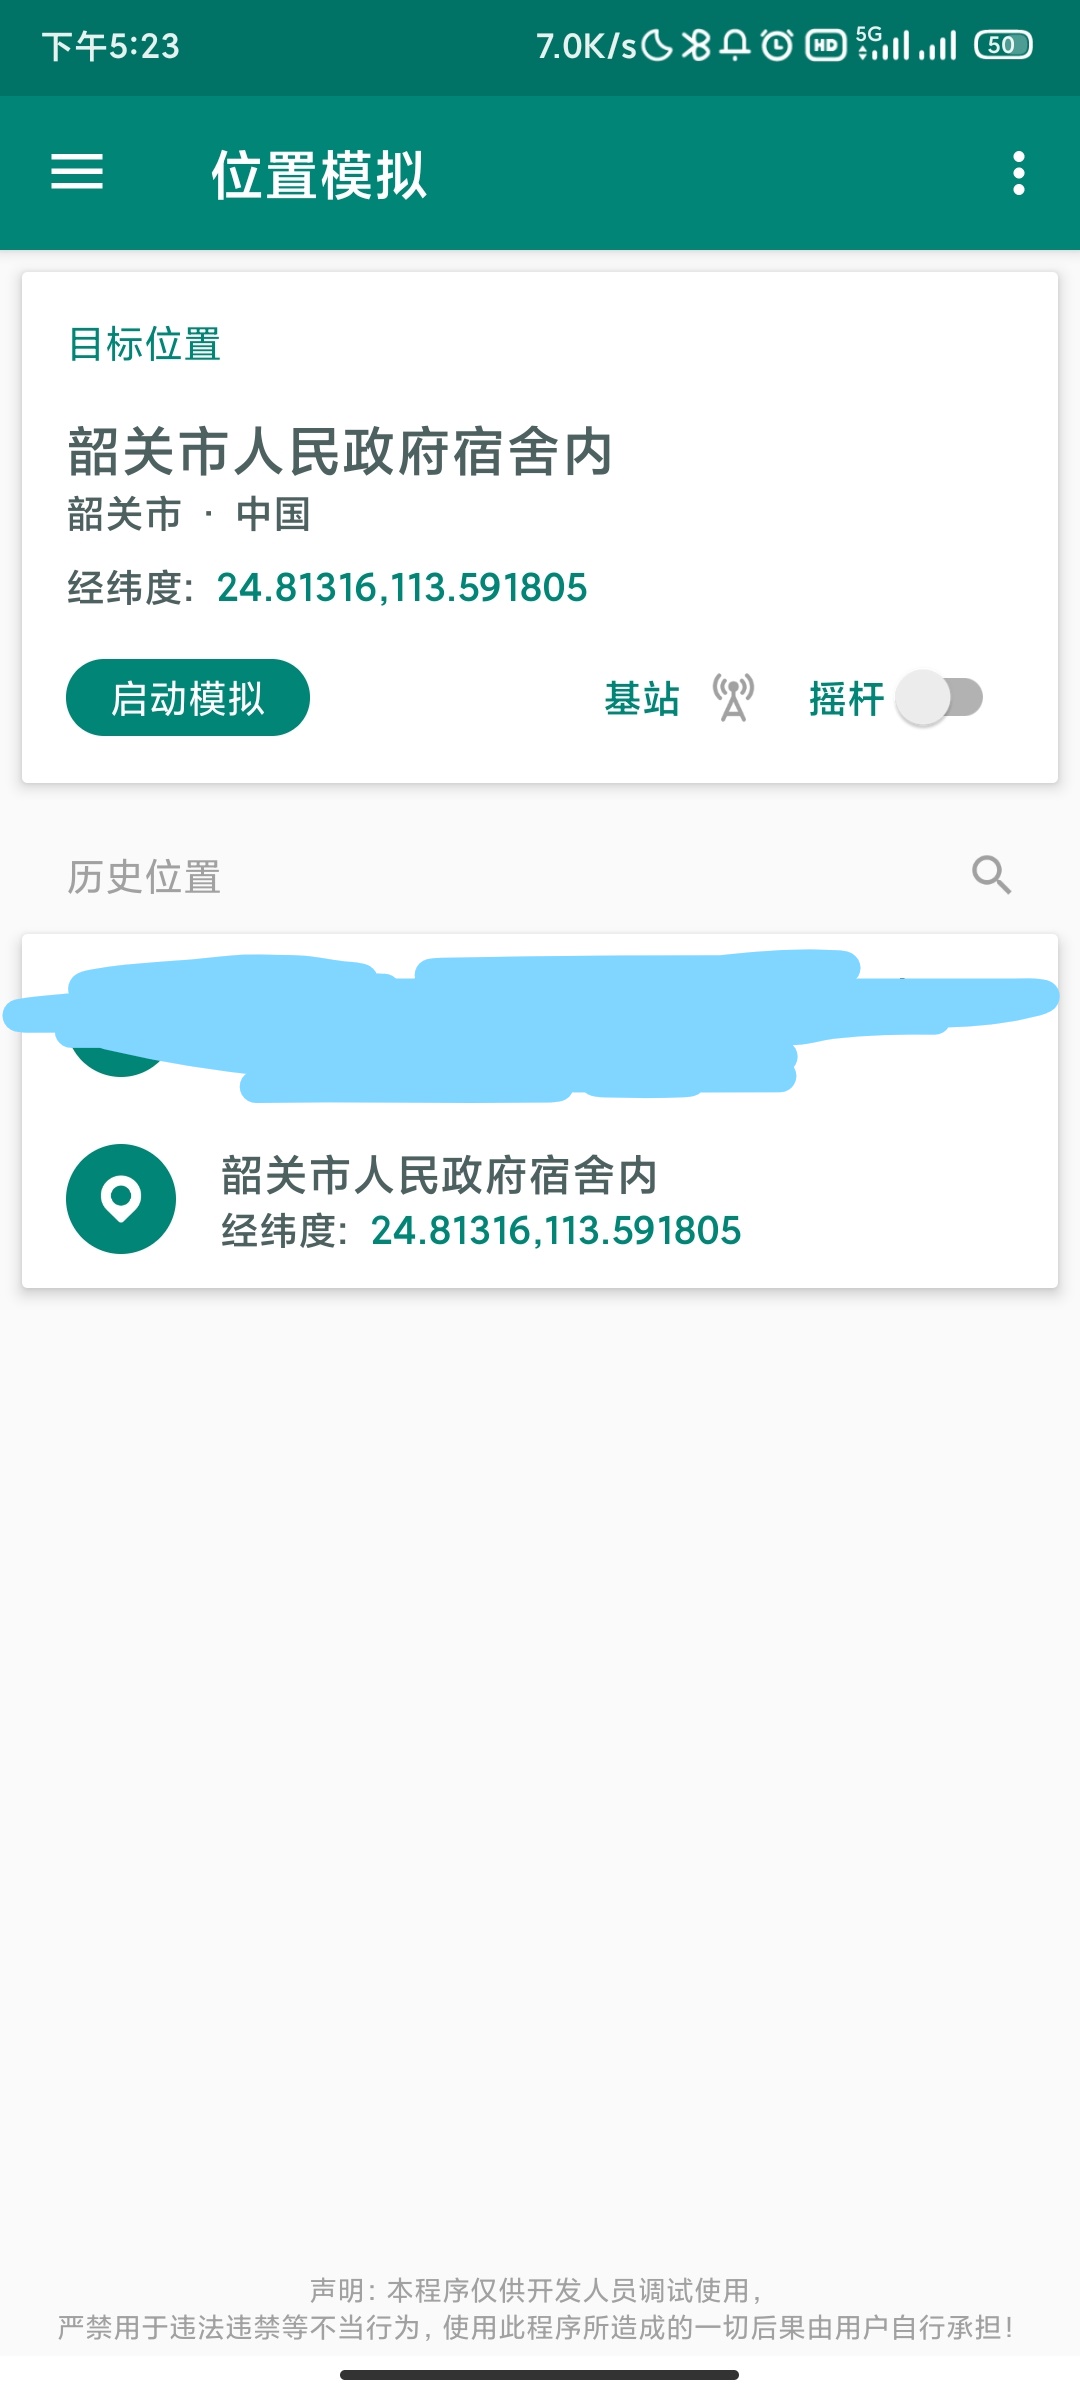 下午5:23 7.0K/s HD 5G 50
位置模拟
目标位置
韶关市人民政府宿舍内
韶关市 · 中国
经纬度: 24.81316,113.591805
启动模拟 基站 摇杆
历史位置
韶关市人民政府宿舍内
经纬度: 24.81316,113.591805
声明: 本程序仅供开发人员调试使用,
严禁用于违法违禁等不当行为, 使用此程序所造成的一切后果由用户自行承担!